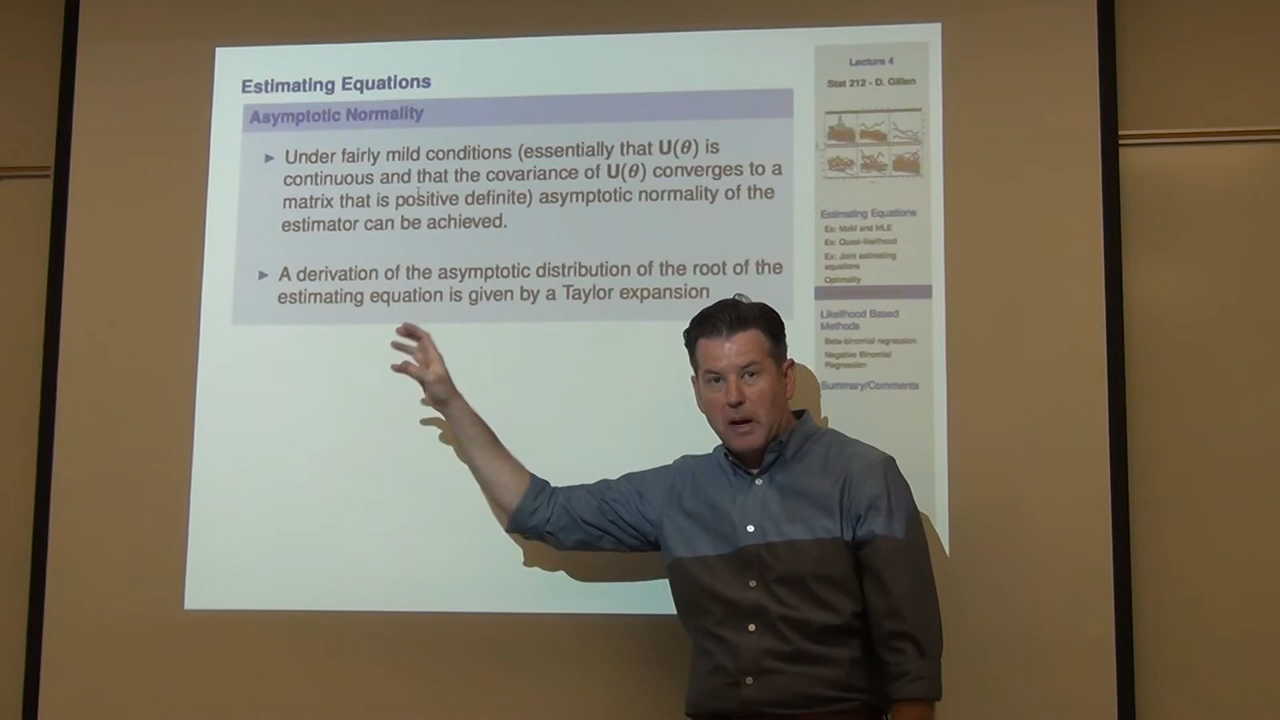 Estimating Equations
Asymptotic Normality
► Under fairly mild conditions (essentially that U(θ) is
continuous and that the covariance of U(θ) converges to a
matrix that is positive definite) asymptotic normality of the
estimator can be achieved.
► A derivation of the asymptotic distribution of the root of the
estimating equation is given by a Taylor expansion
Lecture 4
Stat 212 - D. Gillen
Estimating Equations
Ex: MoM and MLE
Ex: Quasi-likelihood
Ex: Joint estimating
equations
Optimality
Likelihood Based
Methods
Beta-binomial regression
Negative Binomial
Regression
Summary/Comments